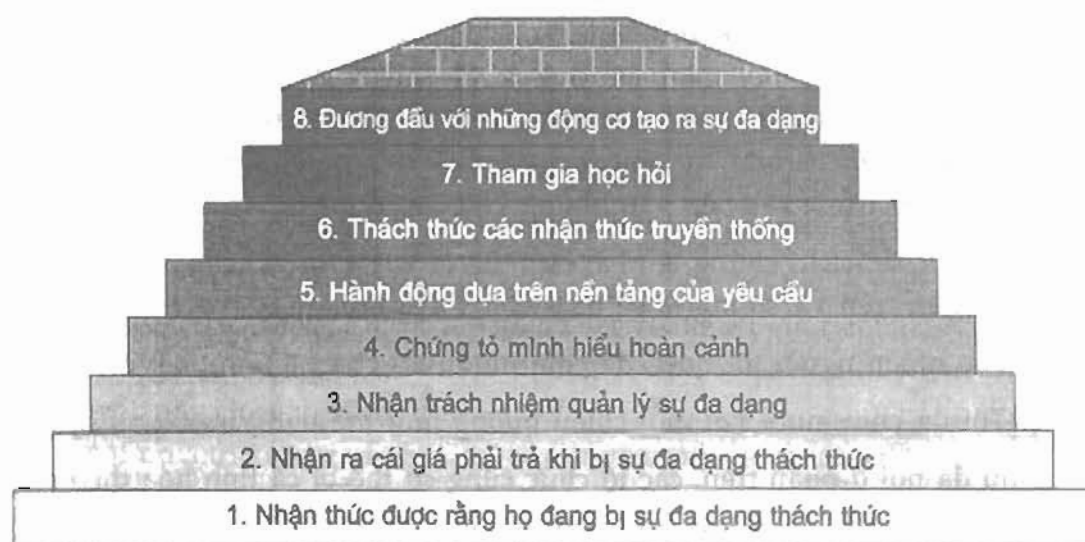 8. Đương đầu với những động cơ tạo ra sự đa dạng
7. Tham gia học hỏi
6. Thách thức các nhận thức truyền thống
5. Hành động dựa trên nền tảng của yêu cầu
4. Chứng tỏ mình hiểu hoàn cảnh
3. Nhận trách nhiệm quản lý sự đa dạng
2. Nhận ra cái giá phải trả khi bị sự đa dạng thách thức
1. Nhận thức được rằng họ đang bị sự đa dạng thách thức